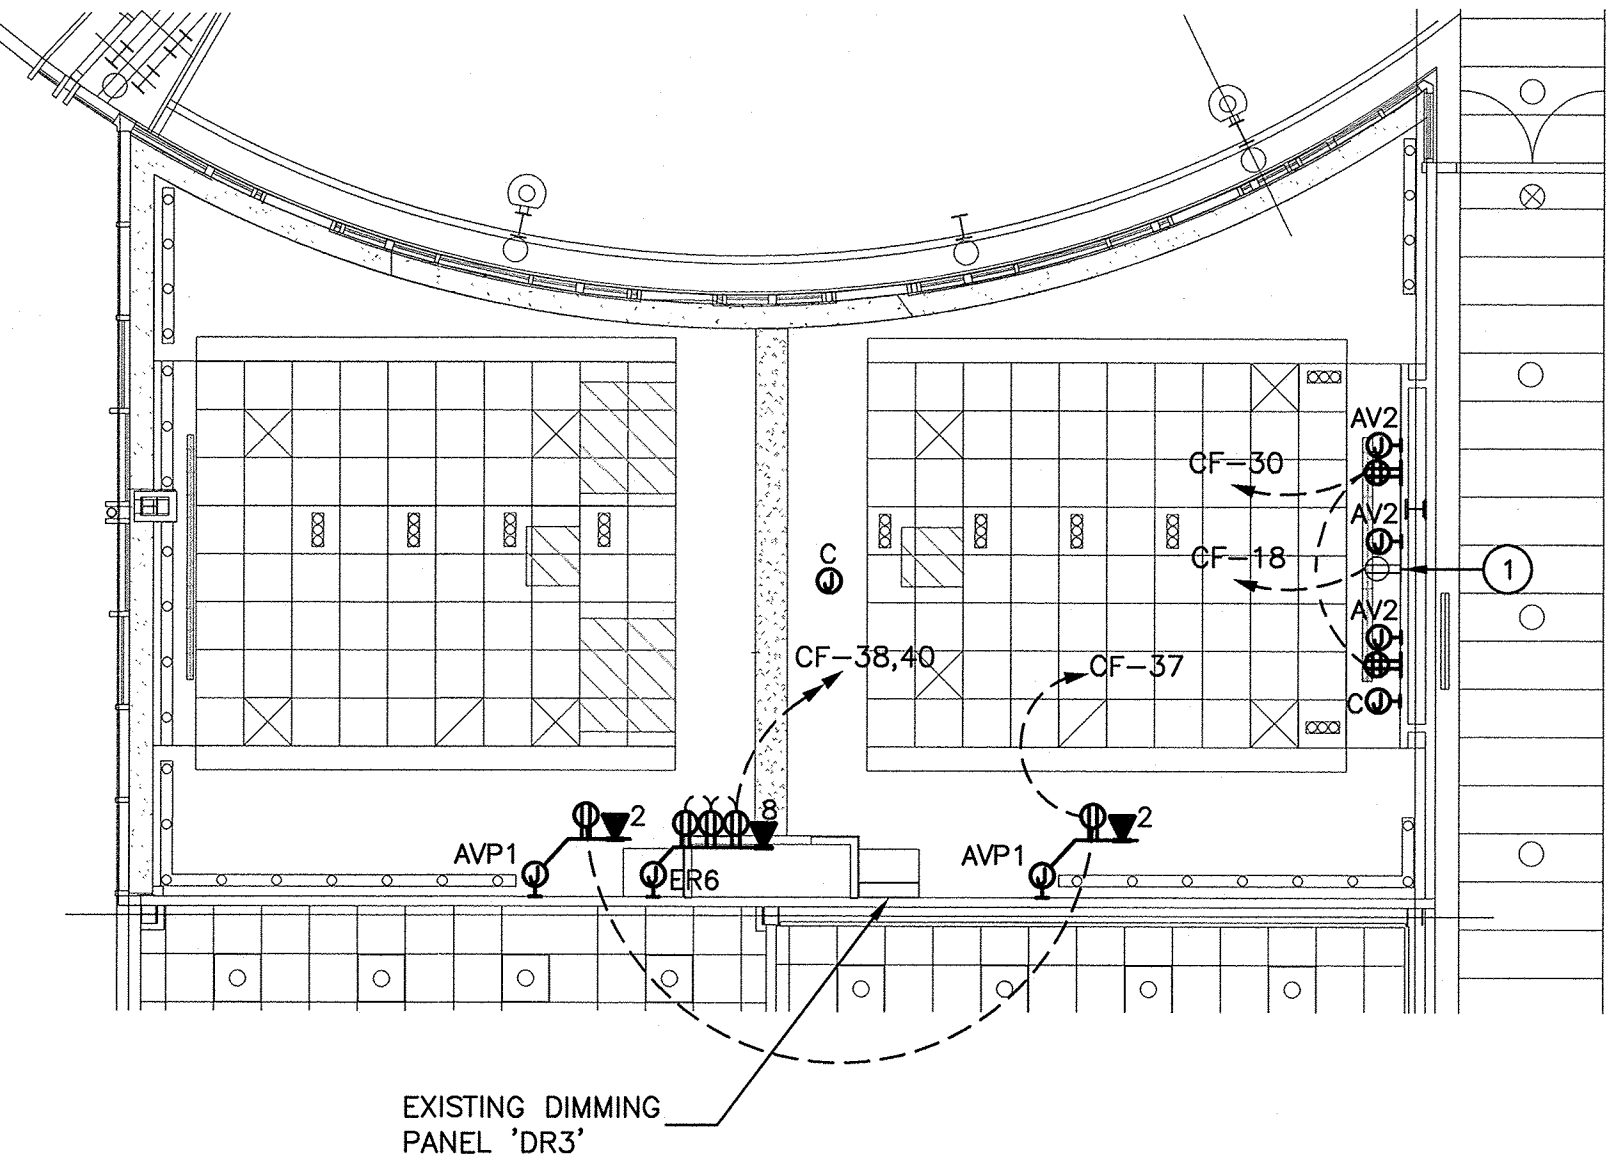 AV2
CF-30
AV2
C
CF-18
1
AV2
CF-38,40
CF-37
C
2
8
2
AVP1
AVP1
ER6
EXISTING DIMMING
PANEL 'DR3'
J
J
J
J
J
J
J
J